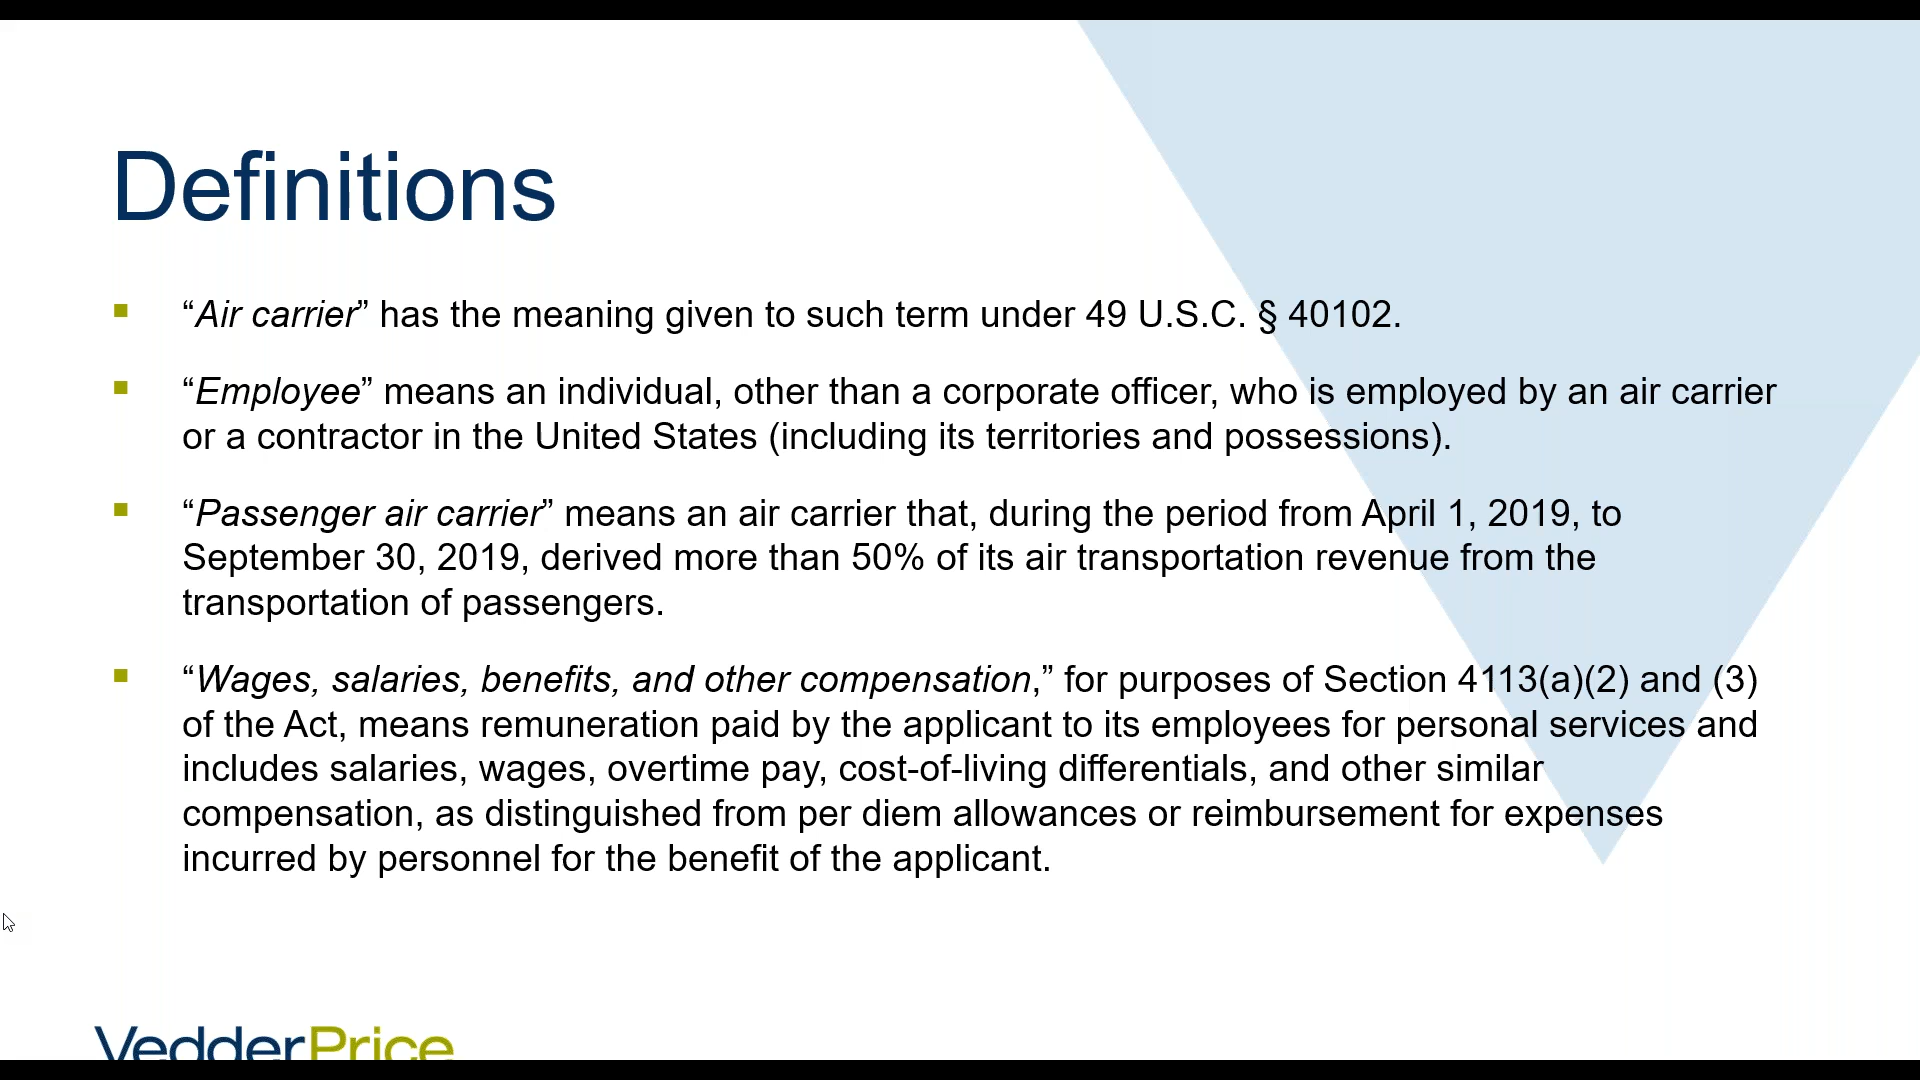 Definitions
“Air carrier” has the meaning given to such term under 49 U.S.C. § 40102.
“Employee” means an individual, other than a corporate officer, who is employed by an air carrier
or a contractor in the United States (including its territories and possessions).
“Passenger air carrier” means an air carrier that, during the period from April 1, 2019, to
September 30, 2019, derived more than 50% of its air transportation revenue from the
transportation of passengers.
“Wages, salaries, benefits, and other compensation,” for purposes of Section 4113(a)(2) and (3)
of the Act, means remuneration paid by the applicant to its employees for personal services and
includes salaries, wages, overtime pay, cost-of-living differentials, and other similar
compensation, as distinguished from per diem allowances or reimbursement for expenses
incurred by personnel for the benefit of the applicant.
VedderPrice